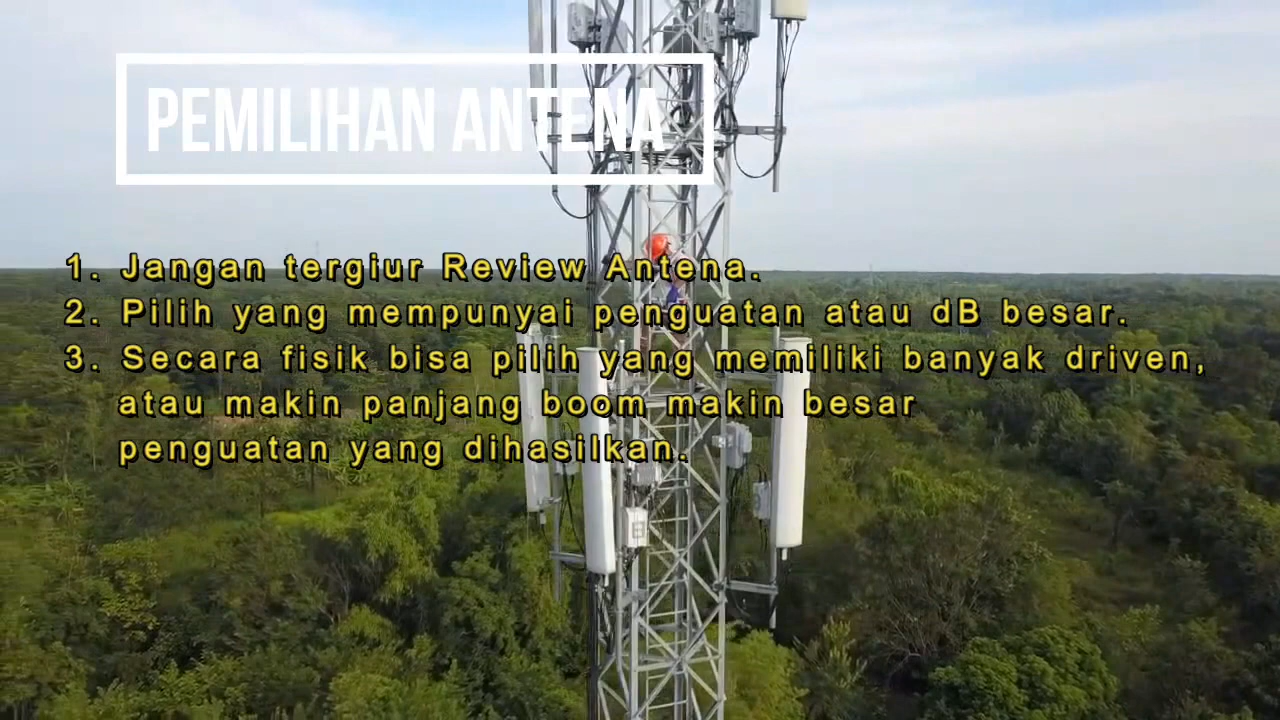 PEMILIHAN ANTENA
1. Jangan tergiur Review Antena.
2. Pilih yang mempunyai penguatan atau dB besar.
3. Secara fisik bisa pilih yang memiliki banyak driven,
atau makin panjang boom makin besar
penguatan yang dihasilkan.